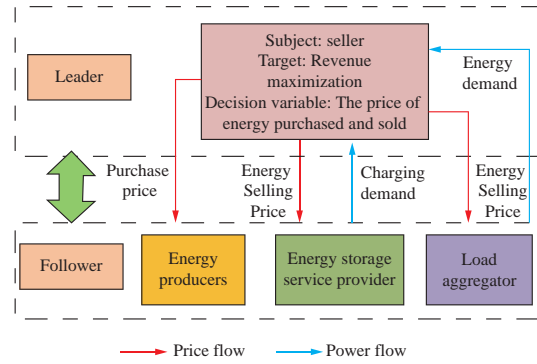 Subject: seller
Target: Revenue
maximization
Decision variable: The price of
energy purchased and sold
Leader
Energy
demand
Purchase
price
Energy
Selling
Price
Charging
demand
Energy
Selling
Price
Follower
Energy
producers
Energy storage
service provider
Load
aggregator
Price flow
Power flow